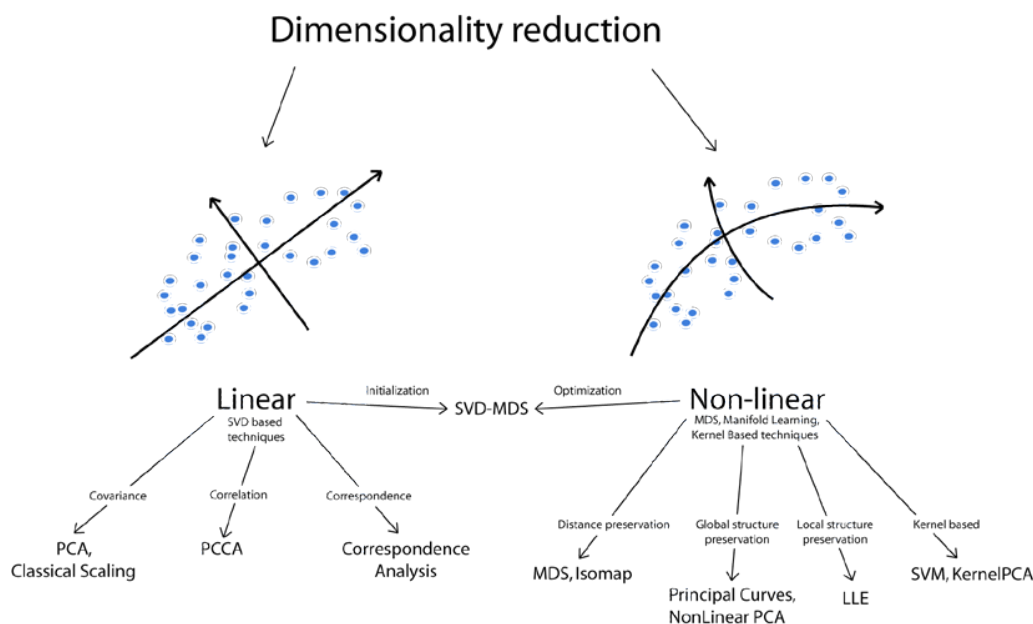 Dimensionality reduction
Linear
SVD based
techniques
Initialization
SVD-MDS
Optimization
Non-linear
MDS, Manifold Learning,
Kernel Based techniques
Covariance
Correlation
Correspondence
PCA,
Classical Scaling
PCCA
Correspondence
Analysis
Distance preservation
Global structure
preservation
Local structure
preservation
Kernel based
MDS, Isomap
Principal Curves,
NonLinear PCA
LLE
SVM, KernelPCA